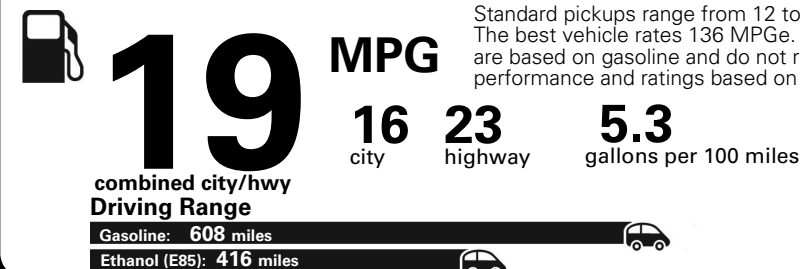 Standard pickups range from 12 to
The best vehicle rates 136 MPGe.
are based on gasoline and do not
performance and ratings based on
19 MPG
16 23 5.3
city highway gallons per 100 miles
combined city/hwy
Driving Range
Gasoline: 608 miles
Ethanol (E85): 416 miles